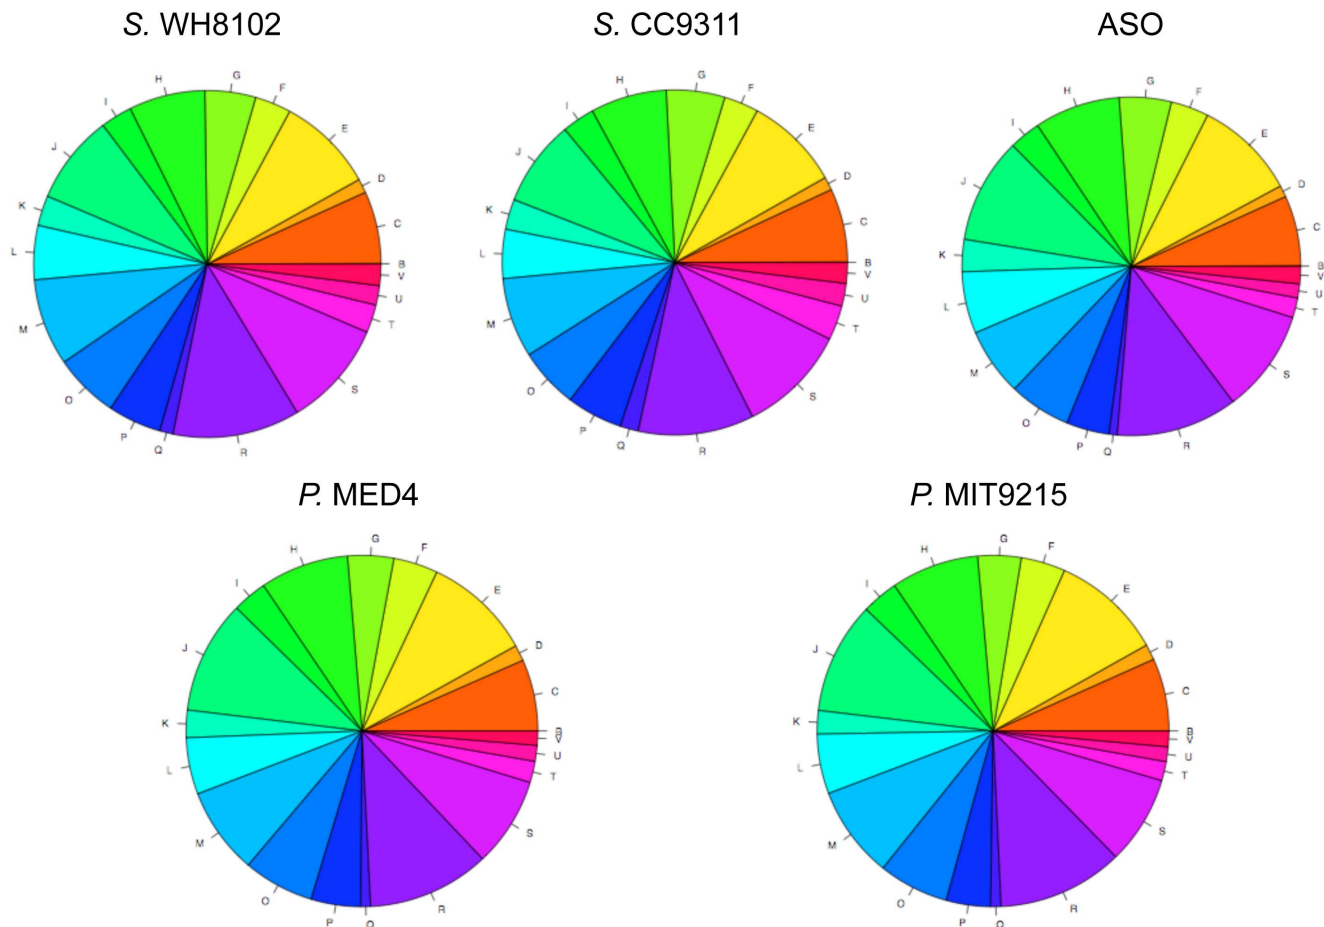 S. WH8102
S. CC9311
ASO
H G F
I E
J D
K C
L B
V
M U
T
O S
P
Q R
H G F
I E
J D
K C
L B
V
M U
T
O S
P
Q R
H G F
I E
J D
K C
L B
V
M U
T
O S
P
Q R
P. MED4
P. MIT9215
H G F
I E
J D
K C
L B
V
M U
T
O S
P
Q R
H G F
I E
J D
K C
L B
V
M U
T
O S
P
Q R